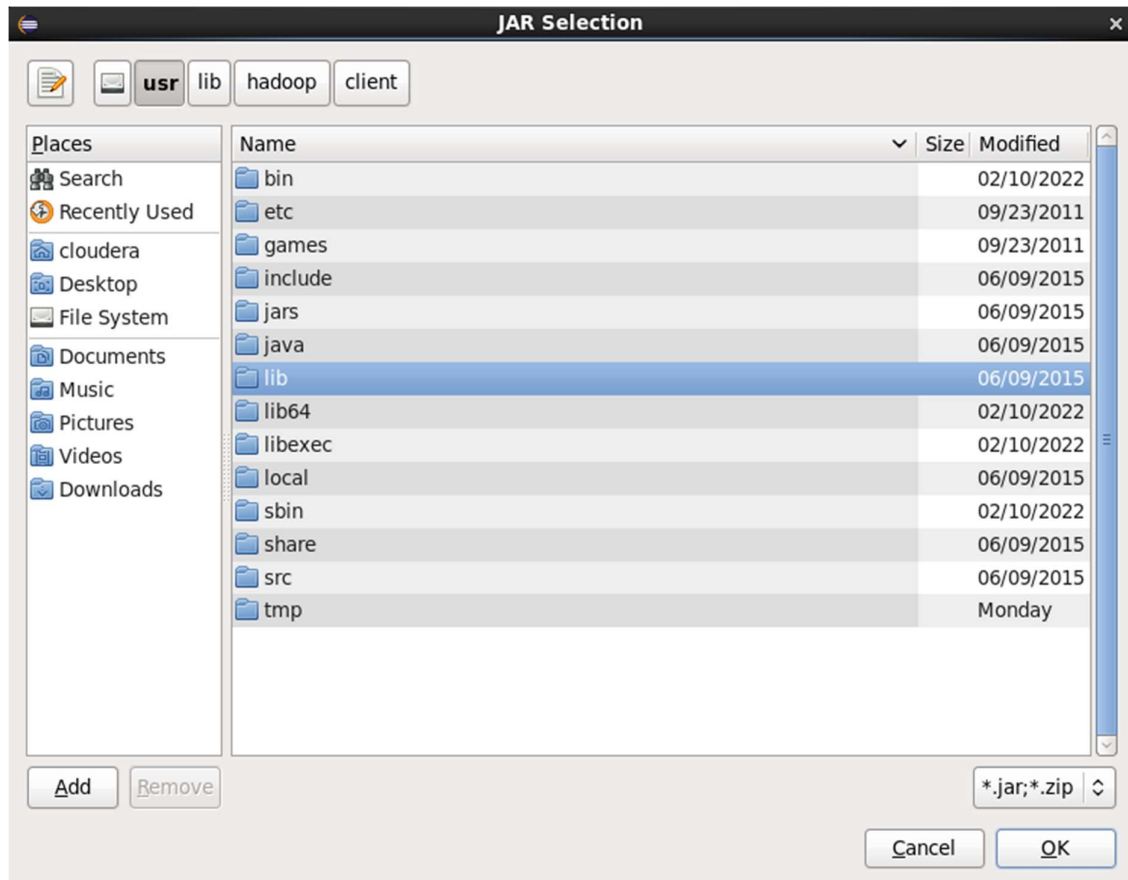 JAR Selection
usr lib hadoop client
Places
Search
Recently Used
cloudera
Desktop
File System
Documents
Music
Pictures
Videos
Downloads
Name Size Modified
bin 02/10/2022
etc 09/23/2011
games 09/23/2011
include 06/09/2015
jars 06/09/2015
java 06/09/2015
lib 06/09/2015
lib64 02/10/2022
libexec 02/10/2022
local 06/09/2015
sbin 02/10/2022
share 06/09/2015
src 06/09/2015
tmp Monday
Add Remove *.jar;*.zip
Cancel OK